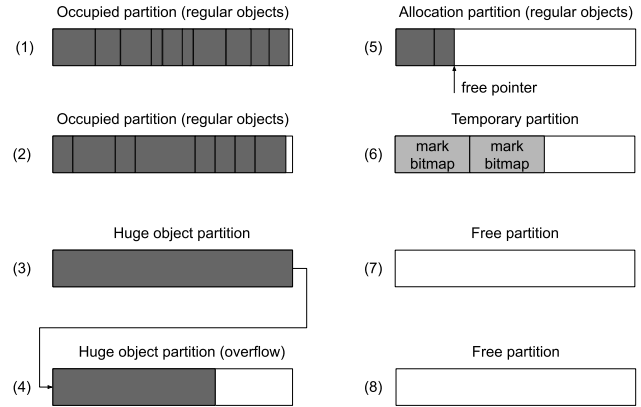 Occupied partition (regular objects)
(1)
Occupied partition (regular objects)
(2)
Huge object partition
(3)
Huge object partition (overflow)
(4)
Allocation partition (regular objects)
(5)
free pointer
Temporary partition
(6)
mark
bitmap
mark
bitmap
Free partition
(7)
Free partition
(8)